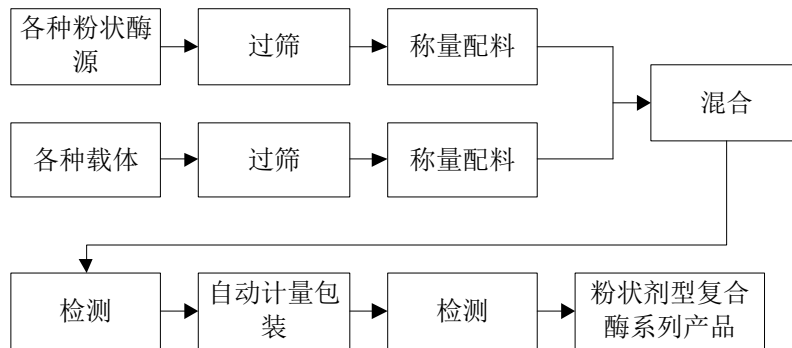 各种粉状酶
源
过筛
称量配料
混合
各种载体
过筛
称量配料
检测
自动计量包
装
检测
粉状剂型复合
酶系列产品